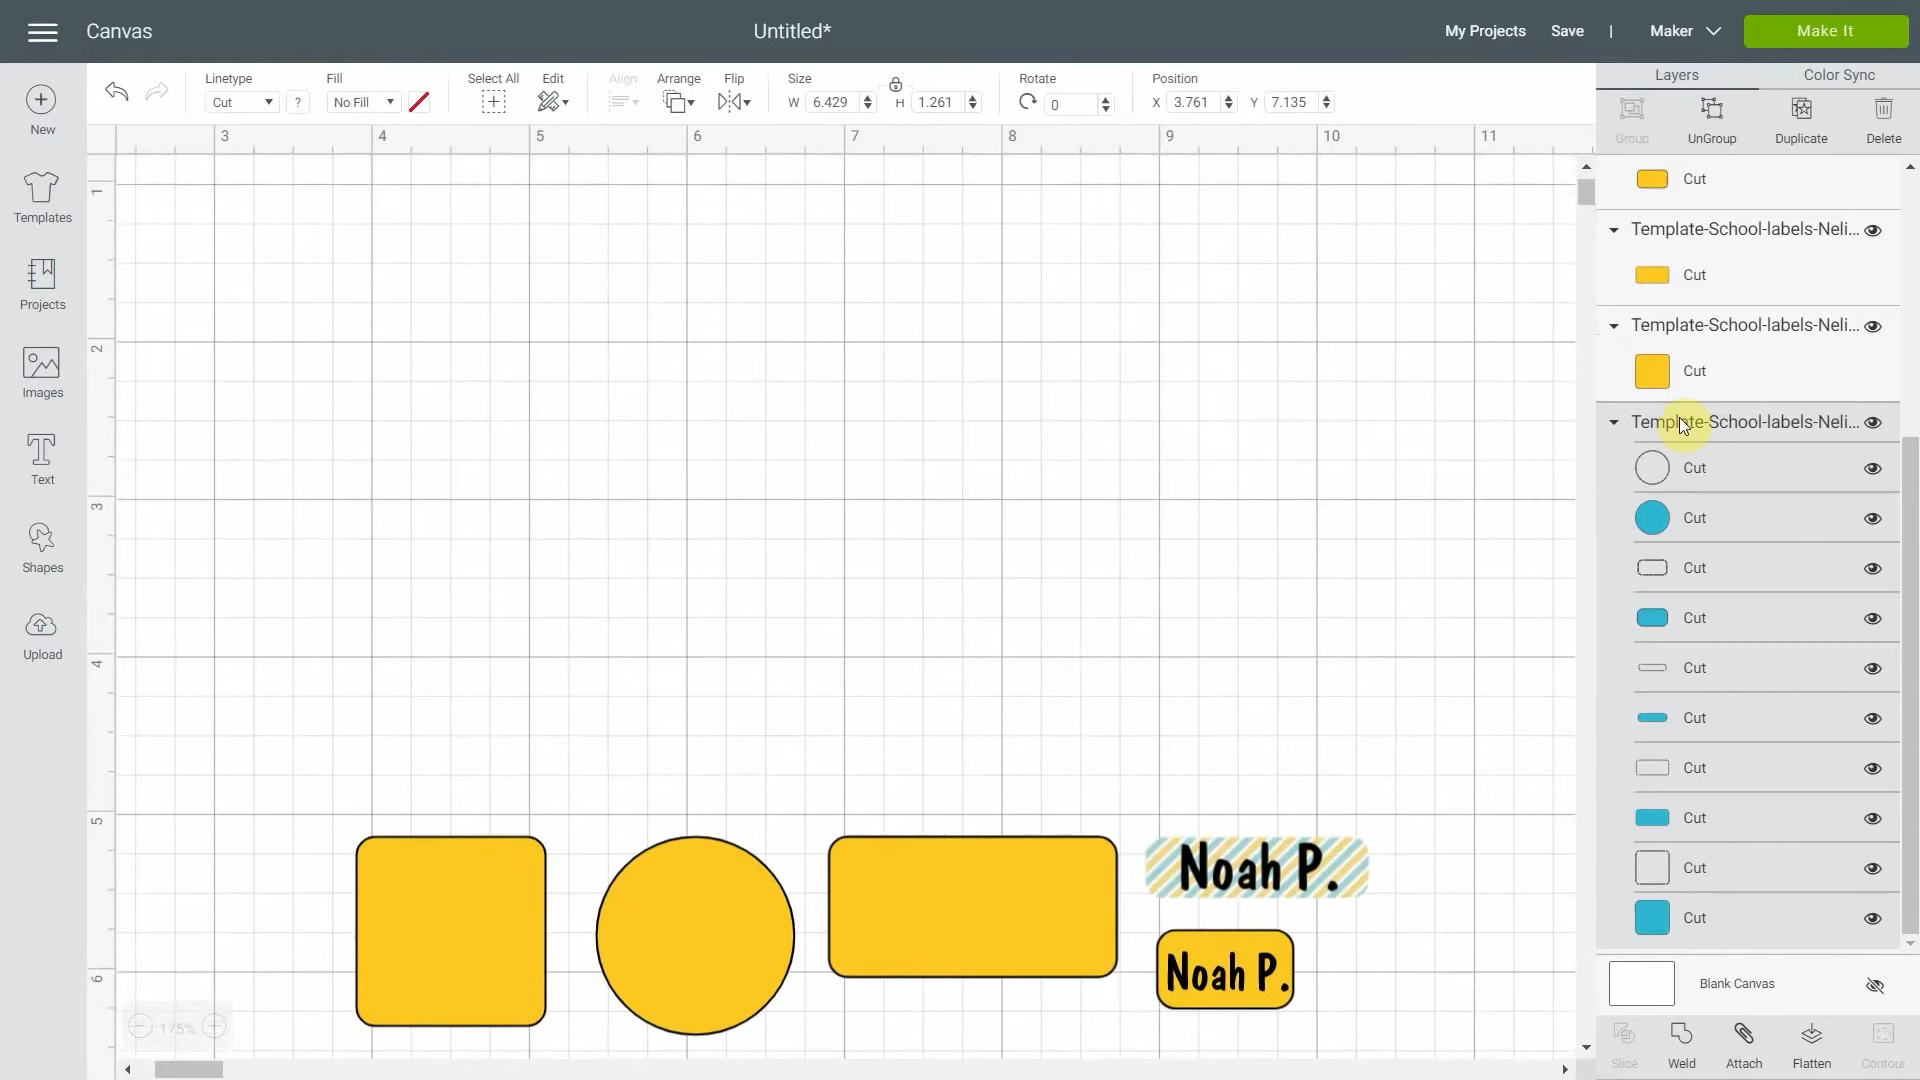 Canvas
Untitled*
My Projects
Save
|
Maker
Make It
New
Templates
Projects
Images
Text
Shapes
Upload
Linetype
Cut
?
Fill
No Fill
Select All
Edit
Align
Arrange
Flip
Size
W 6.429
H 1.261
Rotate
0
Position
X 3.761
Y 7.135
3 4 5 6 7 8 9 10 11
1
2
3
4
5
6
Noah P.
Noah P.
175%
Layers
Color Sync
Group
UnGroup
Duplicate
Delete
Cut
Template-School-labels-Neli...
Cut
Template-School-labels-Neli...
Cut
Template-School-labels-Neli...
Cut
Cut
Cut
Cut
Cut
Cut
Cut
Cut
Cut
Cut
Blank Canvas
Slice
Weld
Attach
Flatten
Contour